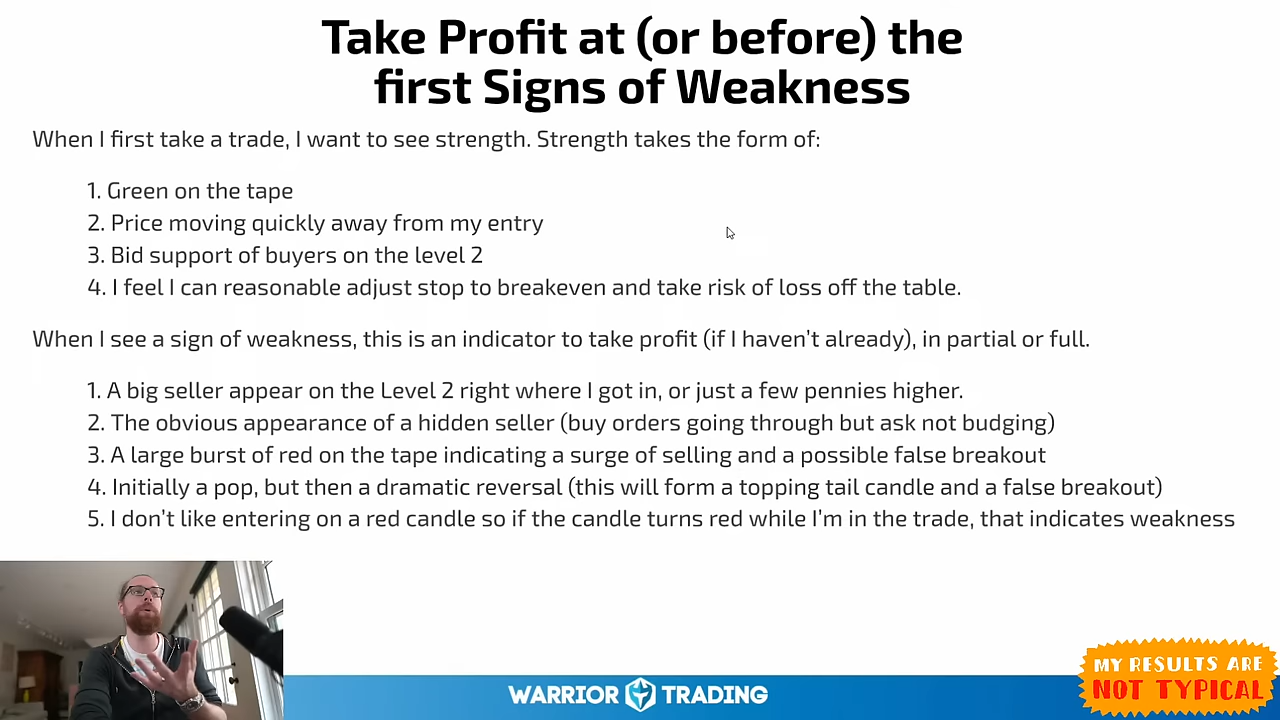 Take Profit at (or before) the
first Signs of Weakness
When I first take a trade, I want to see strength. Strength takes the form of:
1. Green on the tape
2. Price moving quickly away from my entry
3. Bid support of buyers on the level 2
4. I feel I can reasonable adjust stop to breakeven and take risk of loss off the table.
When I see a sign of weakness, this is an indicator to take profit (if I haven't already), in partial or full.
1. A big seller appear on the Level 2 right where I got in, or just a few pennies higher.
2. The obvious appearance of a hidden seller (buy orders going through but ask not budging)
3. A large burst of red on the tape indicating a surge of selling and a possible false breakout
4. Initially a pop, but then a dramatic reversal (this will form a topping tail candle and a false breakout)
5. I don't like entering on a red candle so if the candle turns red while I'm in the trade, that indicates weakness
WARRIOR TRADING
MY RESULTS ARE
NOT TYPICAL